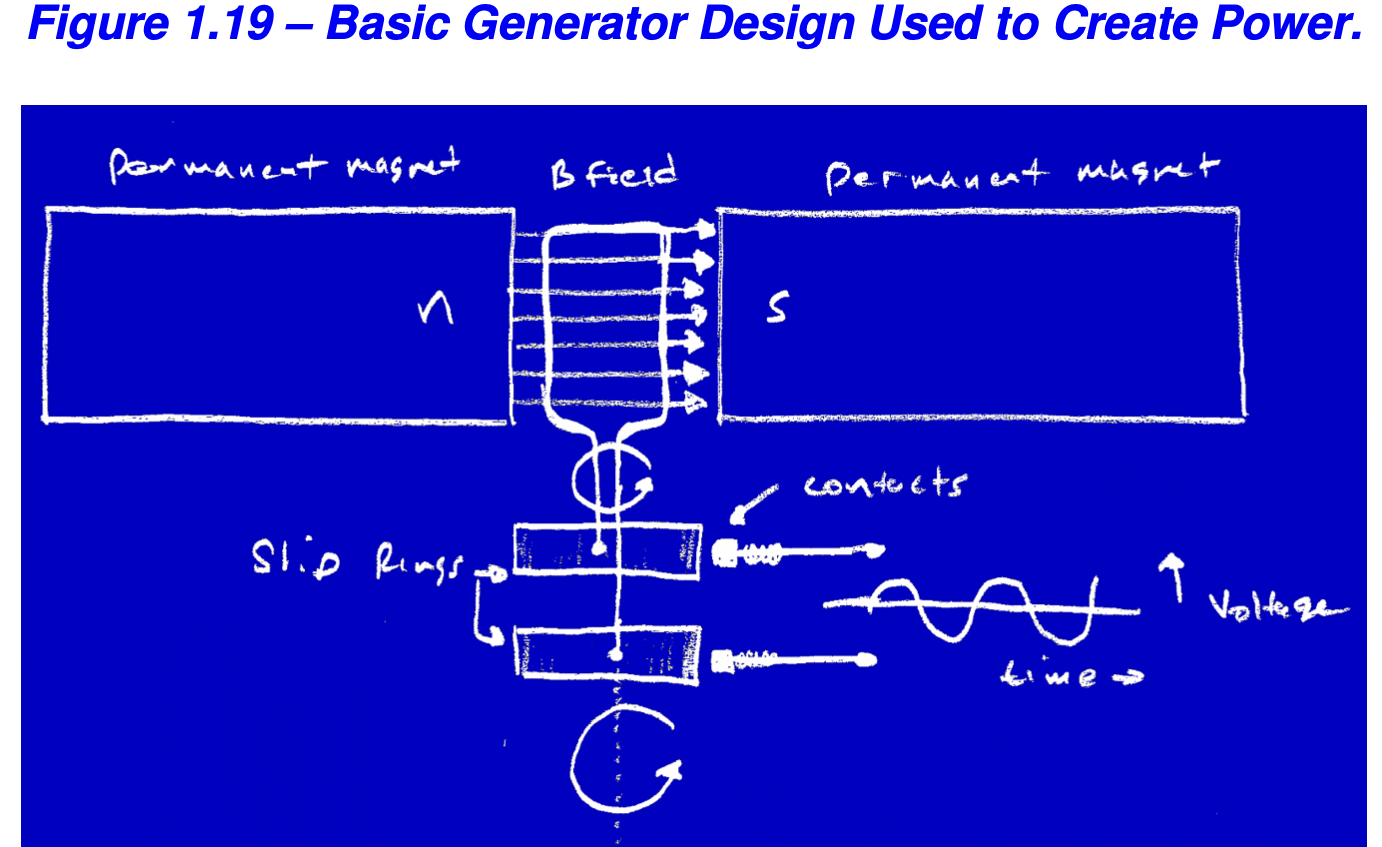 Figure 1.19 – Basic Generator Design Used to Create Power.
Permanent magnet
B field
Permanent magnet
n
S
contacts
Slip Rings
Voltage
time